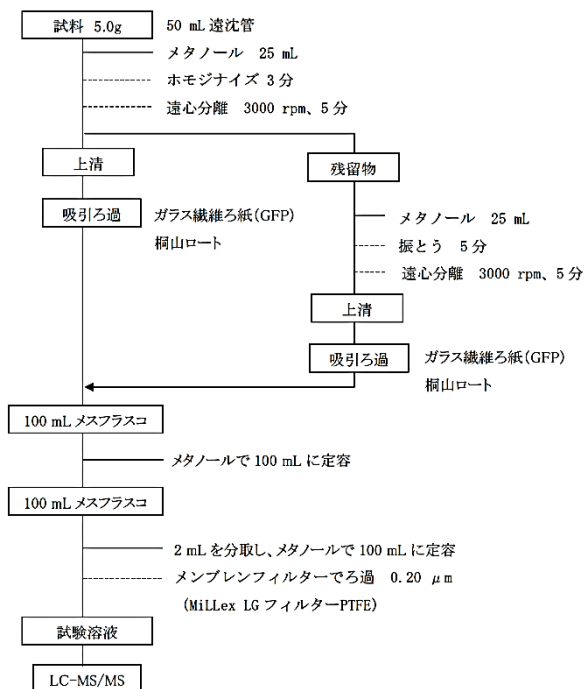 試料 5.0g
50 mL 遠沈管
メタノール 25 mL
ホモジナイズ 3分
遠心分離 3000 rpm、5分
上清
吸引ろ過
ガラス繊維ろ紙(GFP)
桐山ロート
残留物
メタノール 25 mL
振とう 5分
遠心分離 3000 rpm、5分
上清
吸引ろ過
ガラス繊維ろ紙(GFP)
桐山ロート
100 mL メスフラスコ
メタノールで 100 mL に定容
100 mL メスフラスコ
2 mL を分取し、メタノールで 100 mL に定容
メンブレンフィルターでろ過 0.20 μm
(MiLLex LG フィルターPTFE)
試験溶液
LC-MS/MS